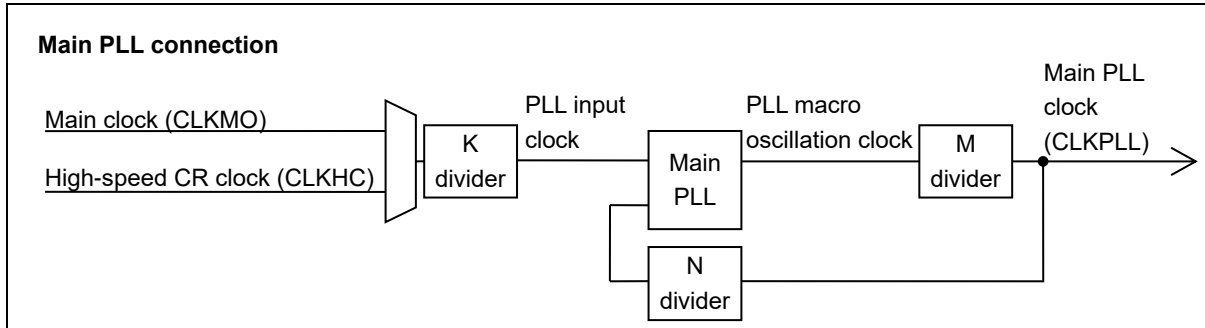 Main PLL connection
Main clock (CLKMO)
High-speed CR clock (CLKHC)
K
divider
PLL input
clock
Main
PLL
PLL macro
oscillation clock
M
divider
Main PLL
clock
(CLKPLL)
N
divider